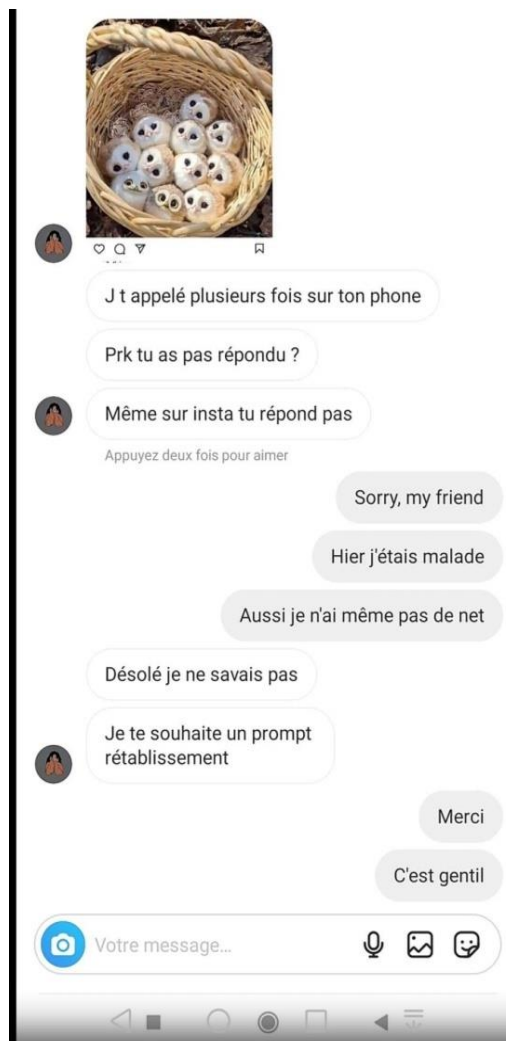 J t appelé plusieurs fois sur ton phone
Prk tu as pas répondu ?
Même sur insta tu répond pas
Appuyez deux fois pour aimer
Sorry, my friend
Hier j'étais malade
Aussi je n'ai même pas de net
Désolé je ne savais pas
Je te souhaite un prompt
rétablissement
Merci
C'est gentil
Votre message...